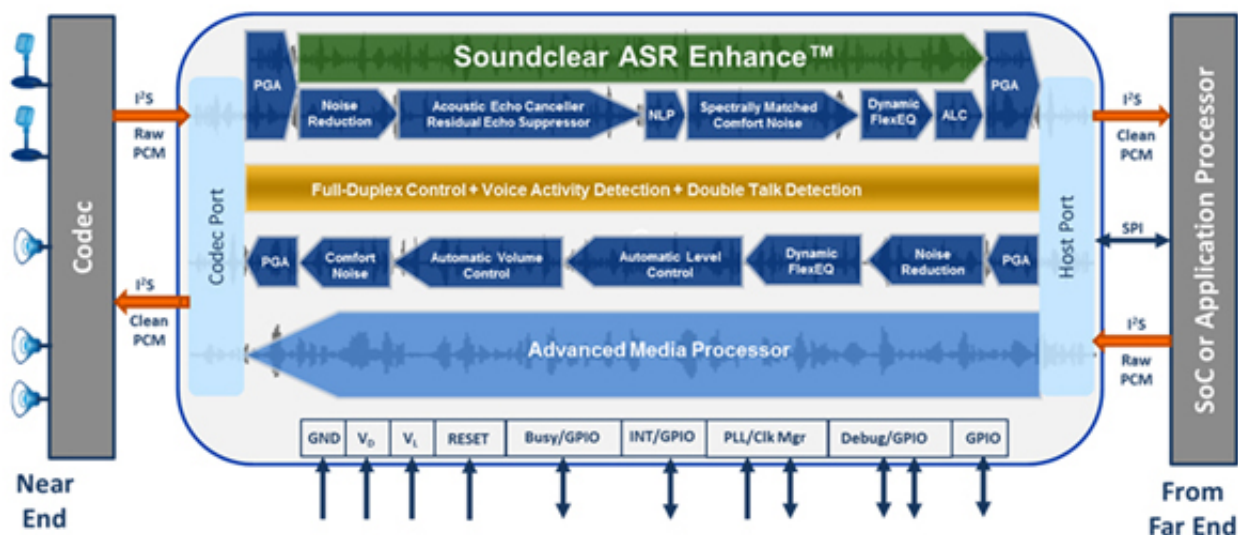 Soundclear ASR Enhance™
PGA
Noise
Reduction
Acoustic Echo Canceller
Residual Echo Suppressor
NLP
Spectrally Matched
Comfort Noise
Dynamic
FlexEQ
ALC
PGA
I²S
Raw
PCM
I²S
Clean
PCM
Full-Duplex Control + Voice Activity Detection + Double Talk Detection
Codec
Codec Port
Host Port
SPI
SoC or Application Processor
PGA
Comfort
Noise
Automatic Volume
Control
Automatic Level
Control
Dynamic
FlexEQ
Noise
Reduction
PGA
I²S
Clean
PCM
I²S
Raw
PCM
Advanced Media Processor
GND
V_D
V_L
RESET
Busy/GPIO
INT/GPIO
PLL/Clk Mgr
Debug/GPIO
GPIO
Near
End
From
Far End